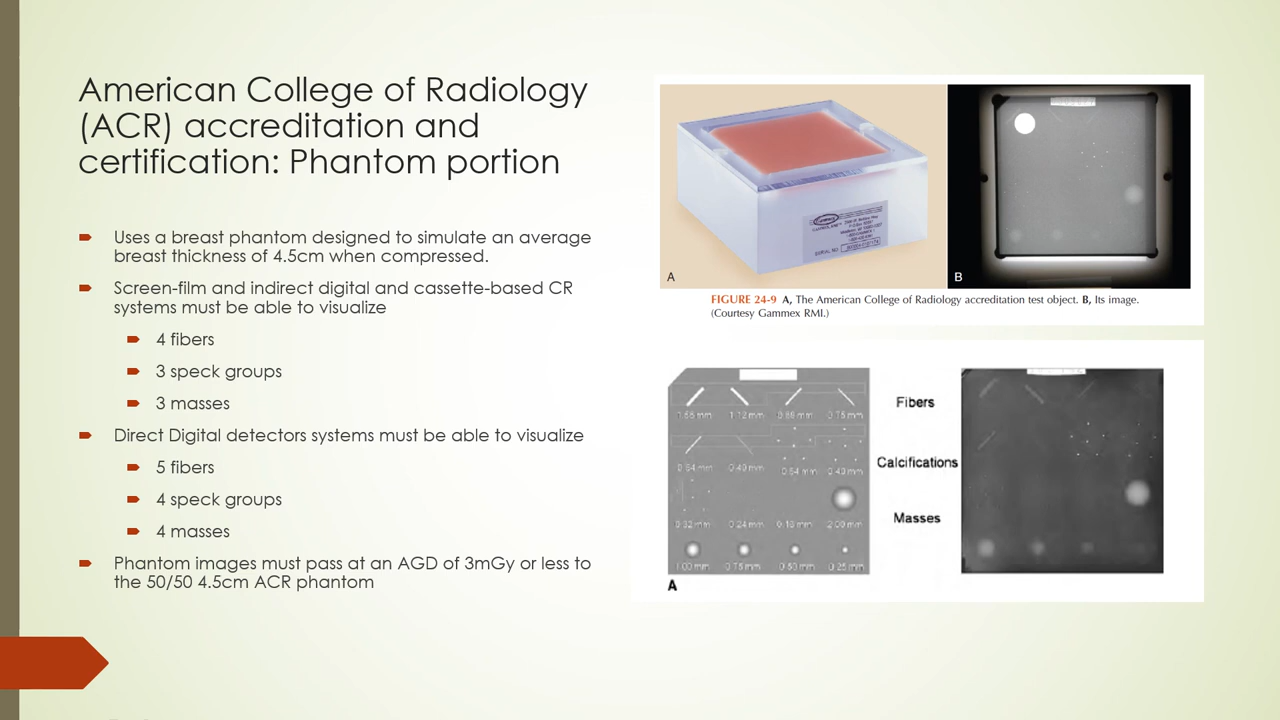 American College of Radiology
(ACR) accreditation and
certification: Phantom portion
Uses a breast phantom designed to simulate an average
breast thickness of 4.5cm when compressed.
Screen-film and indirect digital and cassette-based CR
systems must be able to visualize
4 fibers
3 speck groups
3 masses
Direct Digital detectors systems must be able to visualize
5 fibers
4 speck groups
4 masses
Phantom images must pass at an AGD of 3mGy or less to
the 50/50 4.5cm ACR phantom
A
B
FIGURE 24-9 A, The American College of Radiology accreditation test object. B, Its image.
(Courtesy Gammex RMI.)
1.56 mm 1.12 mm 0.89 mm 0.75 mm
0.54 mm 0.40 mm 0.54 mm 0.40 mm
0.32 mm 0.24 mm 0.16 mm 2.00 mm
1.00 mm 0.75 mm 0.50 mm 0.25 mm
A
Fibers
Calcifications
Masses